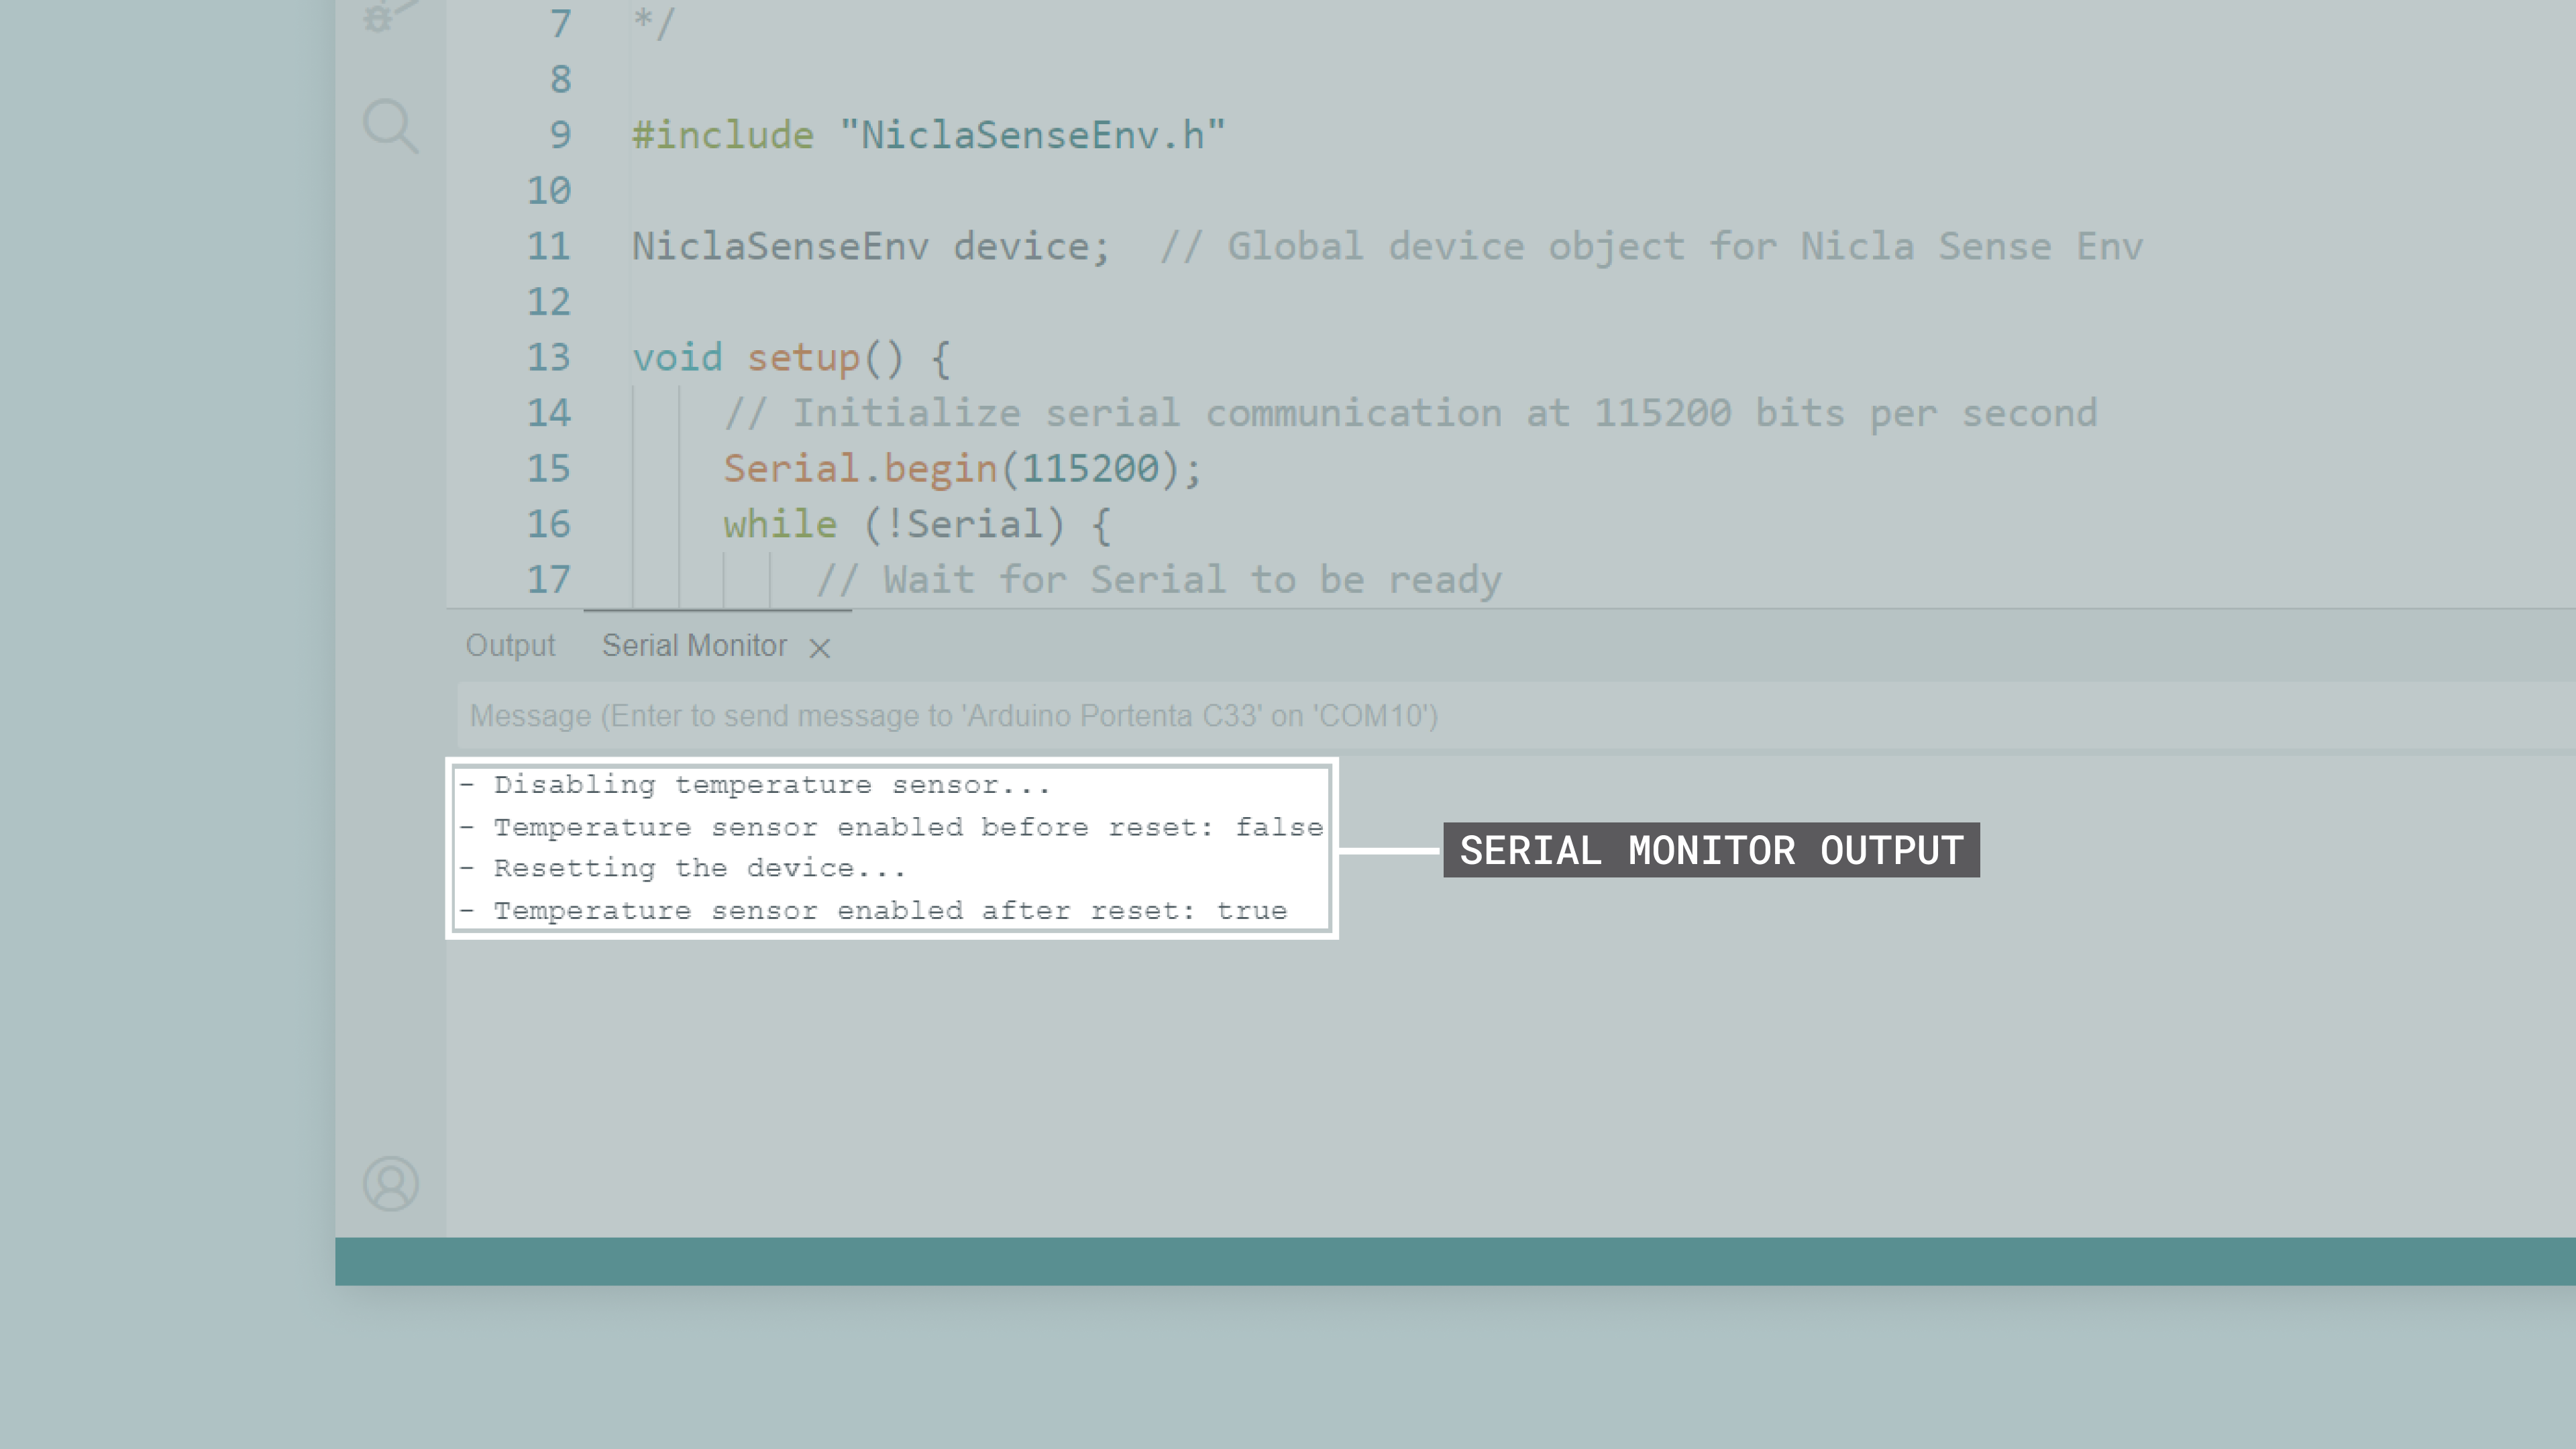 7 */
8
9 #include "NiclaSenseEnv.h"
10
11 NiclaSenseEnv device;  // Global device object for Nicla Sense Env
12
13 void setup() {
14 // Initialize serial communication at 115200 bits per second
15 Serial.begin(115200);
16 while (!Serial) {
17 // Wait for Serial to be ready
Output Serial Monitor
Message (Enter to send message to 'Arduino Portenta C33' on 'COM10')
- Disabling temperature sensor...
- Temperature sensor enabled before reset: false
- Resetting the device...
- Temperature sensor enabled after reset: true
SERIAL MONITOR OUTPUT